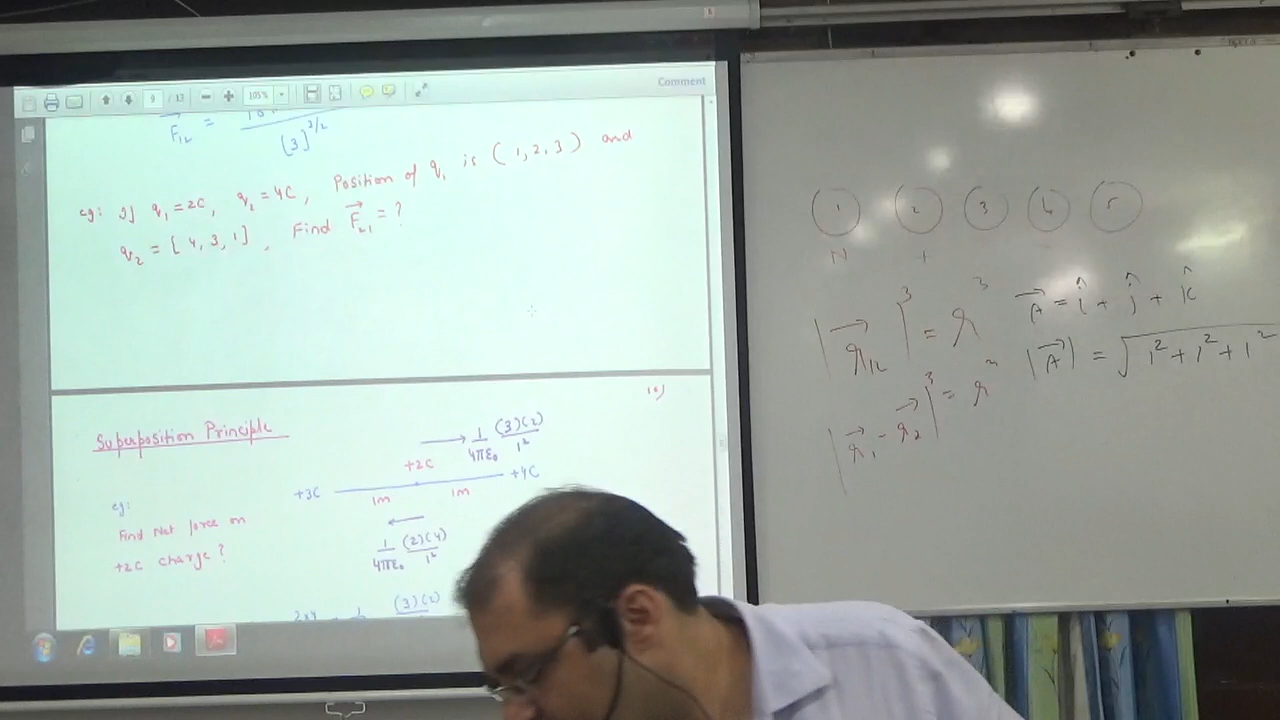 Comment
9 / 13
105%
F₁₂ =
(3)^3/2
eg: If q₁ = 2C, q₂ = 4C, Position of q₁ is (1,2,3) and
q₂ = [4,3,1], Find F₂₁ = ?
10)
Superposition Principle
eg:
Find Net force on
+2C charge?
1/4πε₀ (3)(2)/1²
+2C
+3C
+4C
1m 1m
1/4πε₀ (2)(4)/1²
(3)(2)
1 2 3 4 5
N +
|r₁₂|³ = r³
A = î + ĵ + k̂
|A| = √1²+1²+1²
|r₁ - r₂|³ = r